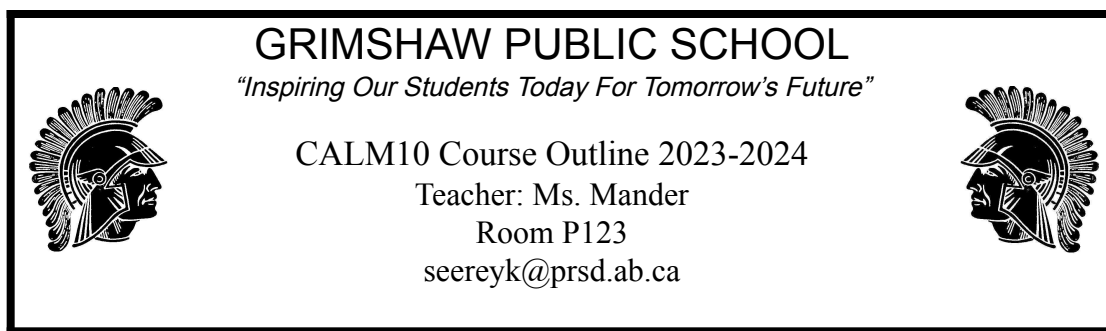 GRIMSHAW PUBLIC SCHOOL
“Inspiring Our Students Today For Tomorrow’s Future”
CALM10 Course Outline 2023-2024
Teacher: Ms. Mander
Room P123
seereyk@prsd.ab.ca